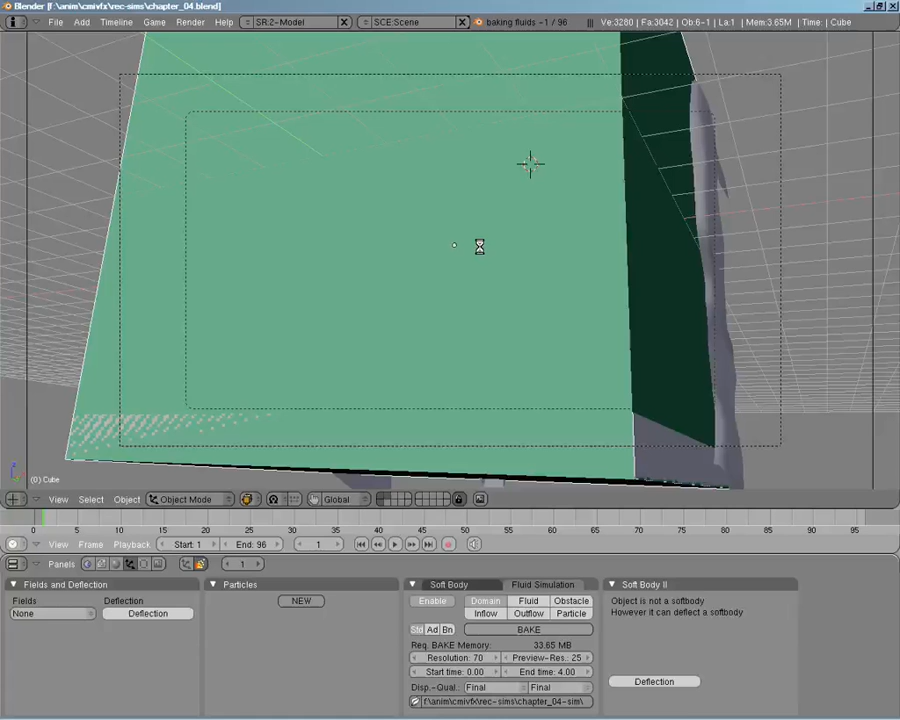 Blender [f:\anim\cmivfx\rec-sims\chapter_04.blend]
Add Timeline Game Render Help SR:2-Model SCE:Scene baking fluids -1 / 96 Ve:3280 | Fa:3042 | Ob:6-1 | La:1 | Mem:3.65M | Time: | Cube
(0) Cube
View Select Object Object Mode Global
0 5 10 15 20 25 30 35 40 45 50 55 60 65 70 75 80 85 90 95
View Frame Playback Start: 1 End: 96 1
Panels 1
Fields and Deflection Particles Soft Body Fluid Simulation Soft Body II
Fields Deflection NEW Enable Domain Fluid Obstacle Object is not a softbody
None Deflection Inflow Outflow Particle However it can deflect a softbody
Std Ad Bn BAKE
Req. BAKE Memory: 33.65 MB
Resolution: 70 Preview-Res.: 25
Start time: 0.00 End time: 4.00
Disp.-Qual.: Final Final Deflection
f:\anim\cmivfx\rec-sims\chapter_04-sim\